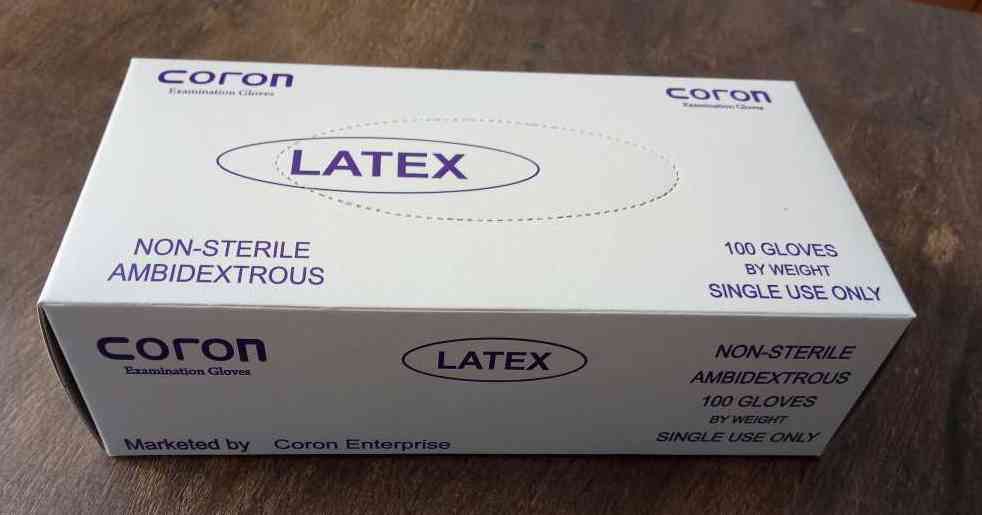 coron
Examination Gloves
coron
Examination Gloves
LATEX
NON-STERILE
AMBIDEXTROUS
100 GLOVES
BY WEIGHT
SINGLE USE ONLY
coron
Examination Gloves
LATEX
NON-STERILE
AMBIDEXTROUS
100 GLOVES
BY WEIGHT
SINGLE USE ONLY
Marketed by Coron Enterprise